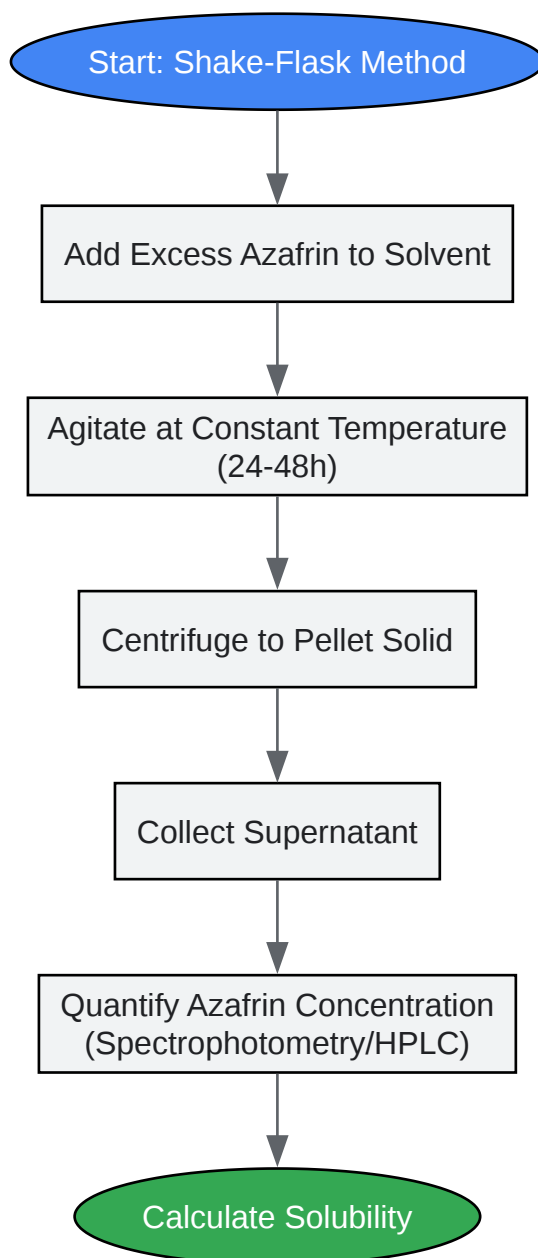 Start: Shake-Flask Method
Add Excess Azafrin to Solvent
Agitate at Constant Temperature
(24-48h)
Centrifuge to Pellet Solid
Collect Supernatant
Quantify Azafrin Concentration
(Spectrophotometry/HPLC)
Calculate Solubility